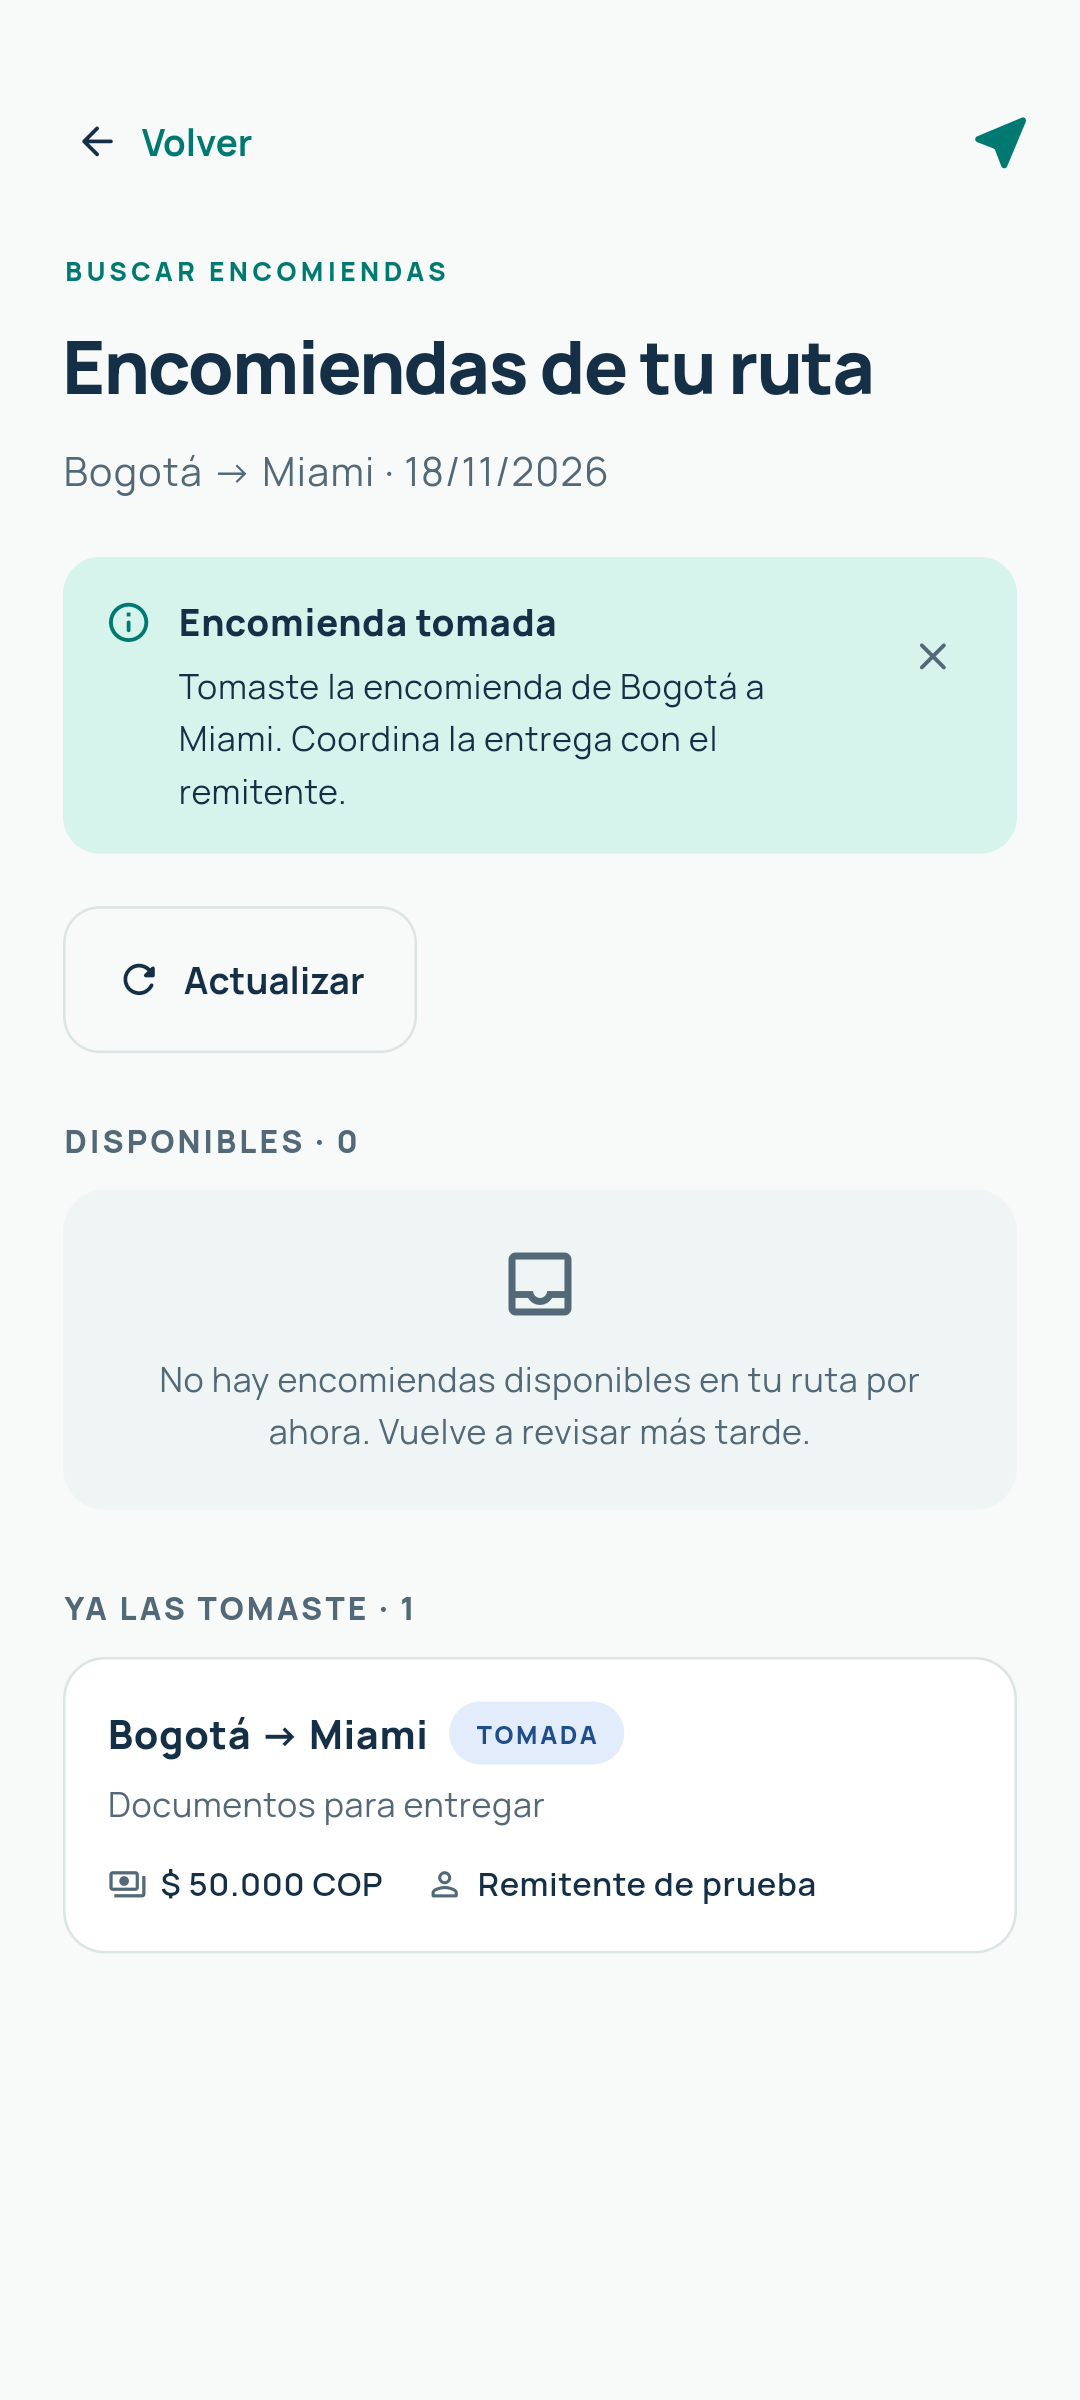 Volver
BUSCAR ENCOMIENDAS
Encomiendas de tu ruta
Bogotá → Miami · 18/11/2026
Encomienda tomada
Tomaste la encomienda de Bogotá a
Miami. Coordina la entrega con el
remitente.
Actualizar
DISPONIBLES · 0
No hay encomiendas disponibles en tu ruta por
ahora. Vuelve a revisar más tarde.
YA LAS TOMASTE · 1
Bogotá → Miami TOMADA
Documentos para entregar
$ 50.000 COP Remitente de prueba